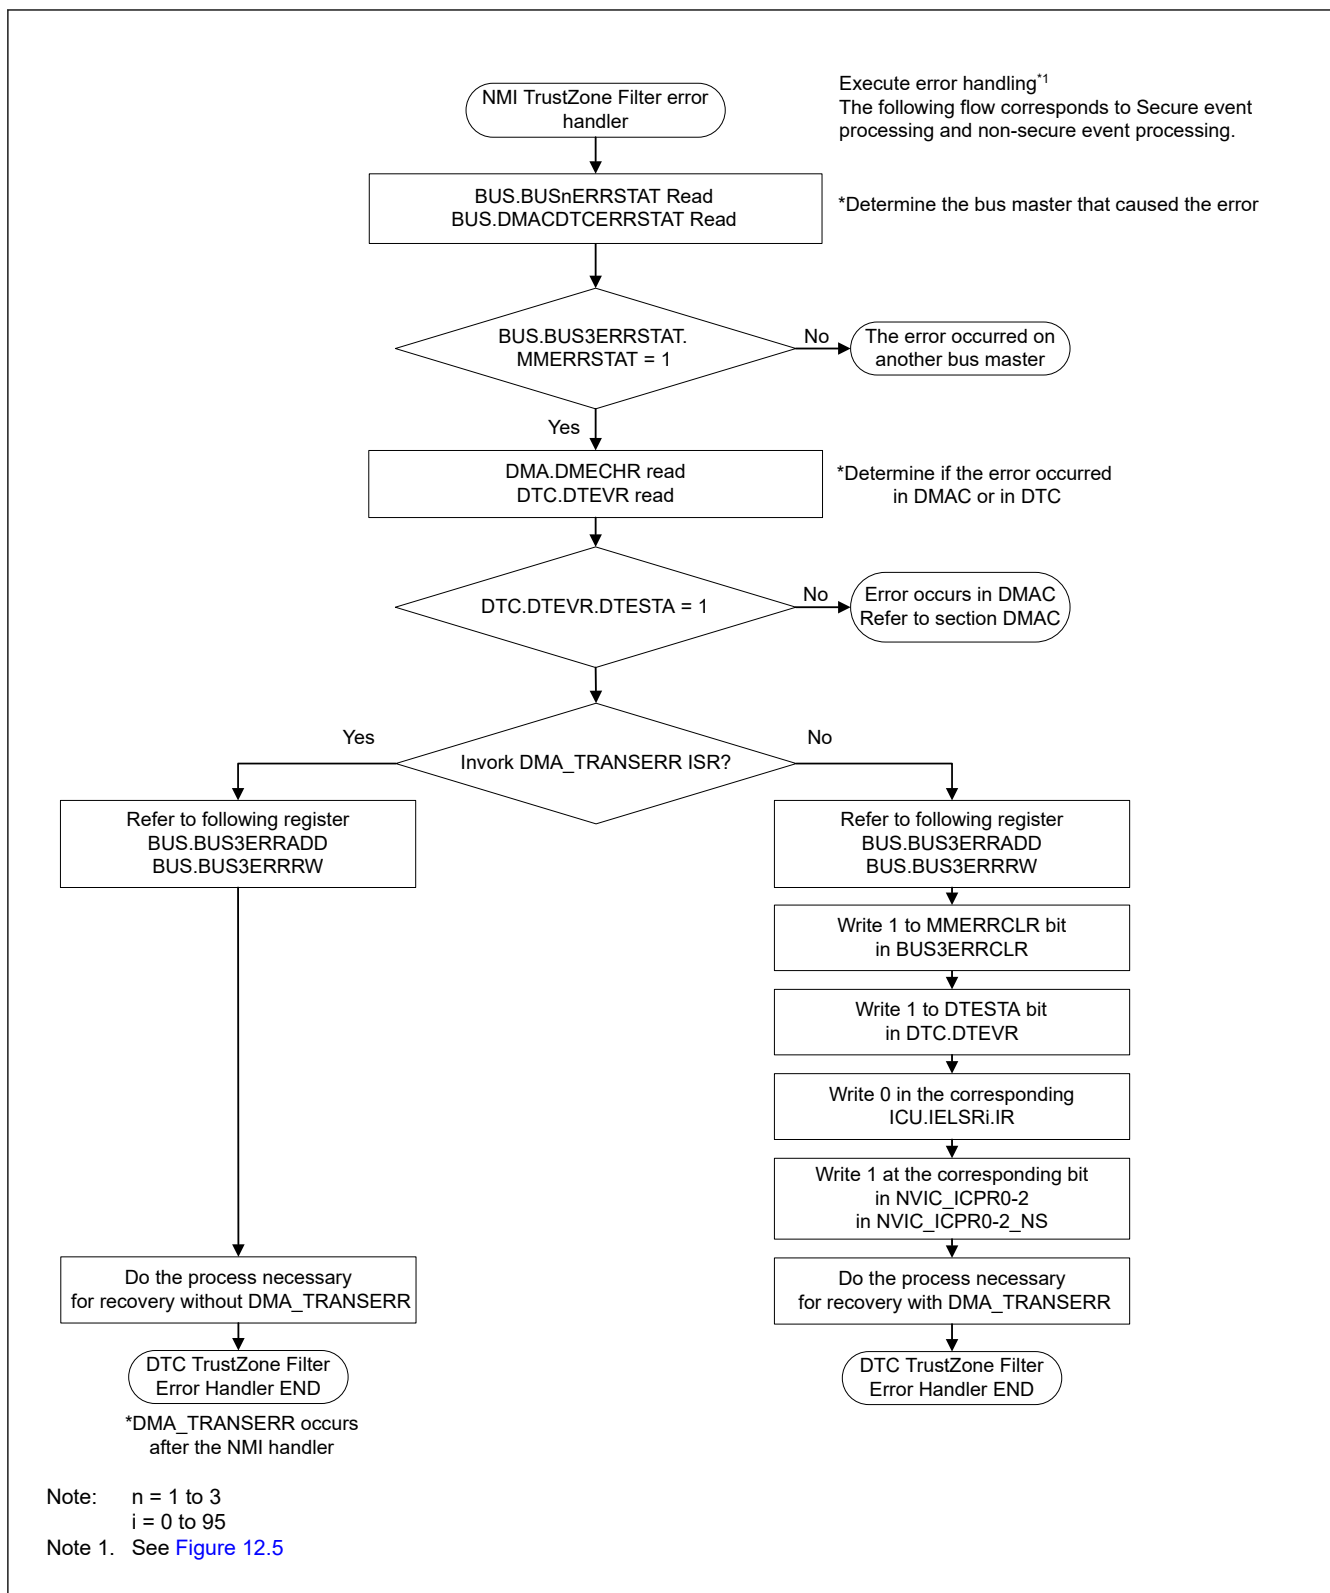 NMI TrustZone Filter error
handler
Execute error handling*1
The following flow corresponds to Secure event
processing and non-secure event processing.
BUS.BUSnERRSTAT Read
BUS.DMACDTCERRSTAT Read
*Determine the bus master that caused the error
BUS.BUS3ERRSTAT.
MMERRSTAT = 1
No
The error occurred on
another bus master
Yes
DMA.DMECHR read
DTC.DTEVR read
*Determine if the error occurred
in DMAC or in DTC
DTC.DTEVR.DTESTA = 1
No
Error occurs in DMAC
Refer to section DMAC
Invork DMA_TRANSERR ISR?
Yes
No
Refer to following register
BUS.BUS3ERRADD
BUS.BUS3ERRRW
Refer to following register
BUS.BUS3ERRADD
BUS.BUS3ERRRW
Write 1 to MMERRCLR bit
in BUS3ERRCLR
Write 1 to DTESTA bit
in DTC.DTEVR
Write 0 in the corresponding
ICU.IELSRi.IR
Write 1 at the corresponding bit
in NVIC_ICPR0-2
in NVIC_ICPR0-2_NS
Do the process necessary
for recovery without DMA_TRANSERR
Do the process necessary
for recovery with DMA_TRANSERR
DTC TrustZone Filter
Error Handler END
DTC TrustZone Filter
Error Handler END
*DMA_TRANSERR occurs
after the NMI handler
Note: n = 1 to 3
i = 0 to 95
Note 1. See Figure 12.5